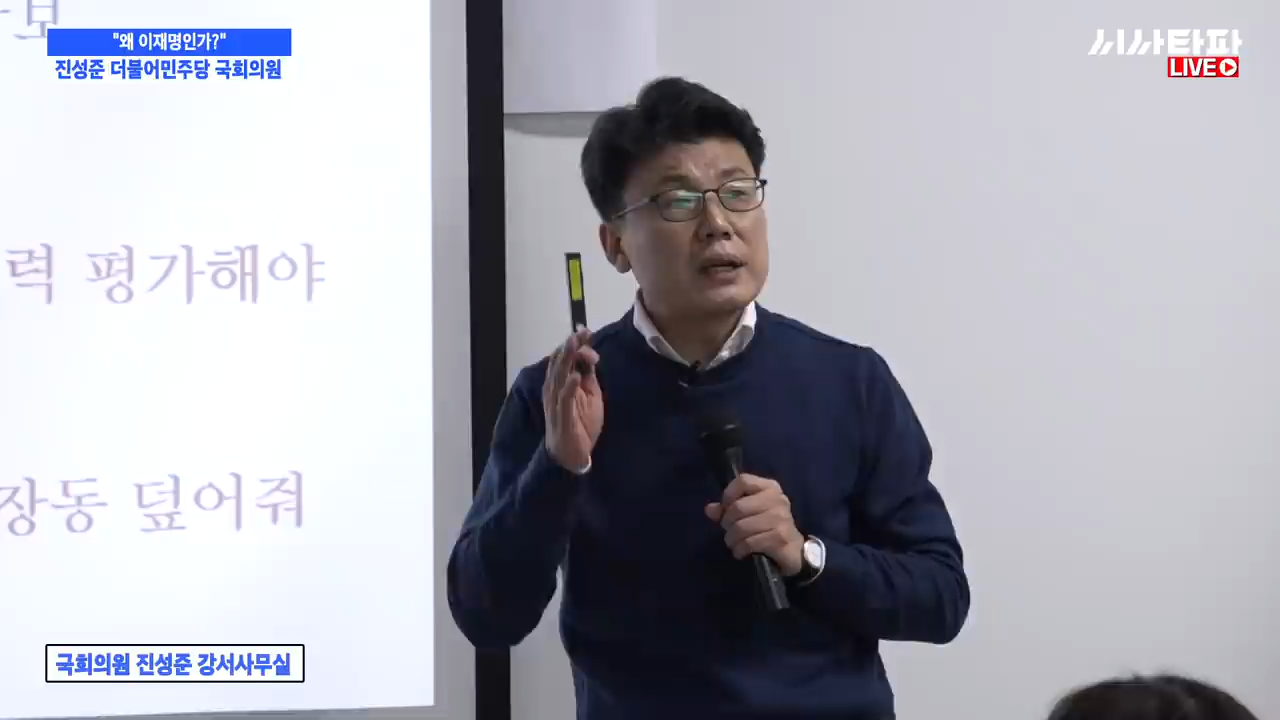 "왜 이재명인가?"
진성준 더불어민주당 국회의원
씨사타파
LIVE
보
력 평가해야
장동 덮어줘
국회의원 진성준 강서사무실